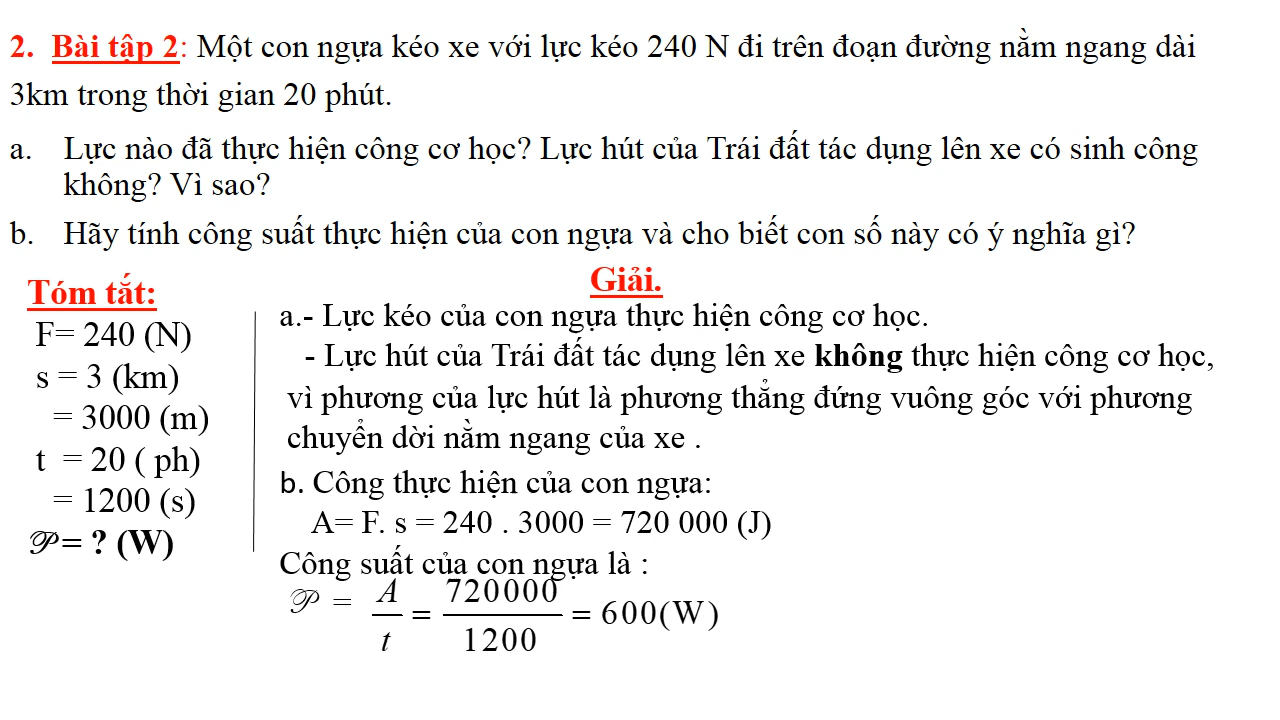 2. Bài tập 2: Một con ngựa kéo xe với lực kéo 240 N đi trên đoạn đường nằm ngang dài
3km trong thời gian 20 phút.
a. Lực nào đã thực hiện công cơ học? Lực hút của Trái đất tác dụng lên xe có sinh công
không? Vì sao?
b. Hãy tính công suất thực hiện của con ngựa và cho biết con số này có ý nghĩa gì?
Tóm tắt:
F= 240 (N)
s = 3 (km)
= 3000 (m)
t = 20 ( ph)
= 1200 (s)
𝒫= ? (W)
Giải.
a.- Lực kéo của con ngựa thực hiện công cơ học.
- Lực hút của Trái đất tác dụng lên xe không thực hiện công cơ học,
vì phương của lực hút là phương thẳng đứng vuông góc với phương
chuyển dời nằm ngang của xe .
b. Công thực hiện của con ngựa:
A= F. s = 240 . 3000 = 720 000 (J)
Công suất của con ngựa là :
𝒫 = A/t = 720000/1200 = 600(W)